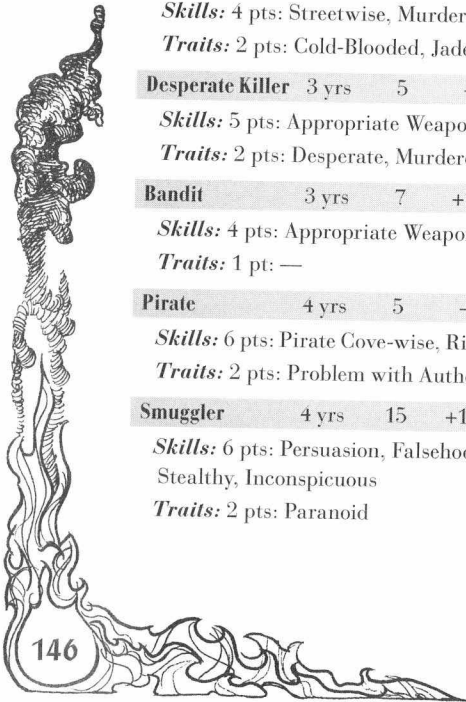 Skills: 4 pts: Streetwise, Murder
Traits: 2 pts: Cold-Blooded, Jade
Desperate Killer 3 yrs 5
Skills: 5 pts: Appropriate Weapo
Traits: 2 pts: Desperate, Murder
Bandit 3 yrs 7 +
Skills: 4 pts: Appropriate Weapo
Traits: 1 pt: —
Pirate 4 yrs 5 –
Skills: 6 pts: Pirate Cove-wise, Ri
Traits: 2 pts: Problem with Autho
Smuggler 4 yrs 15 +1
Skills: 6 pts: Persuasion, Falsehoo
Stealthy, Inconspicuous
Traits: 2 pts: Paranoid
146